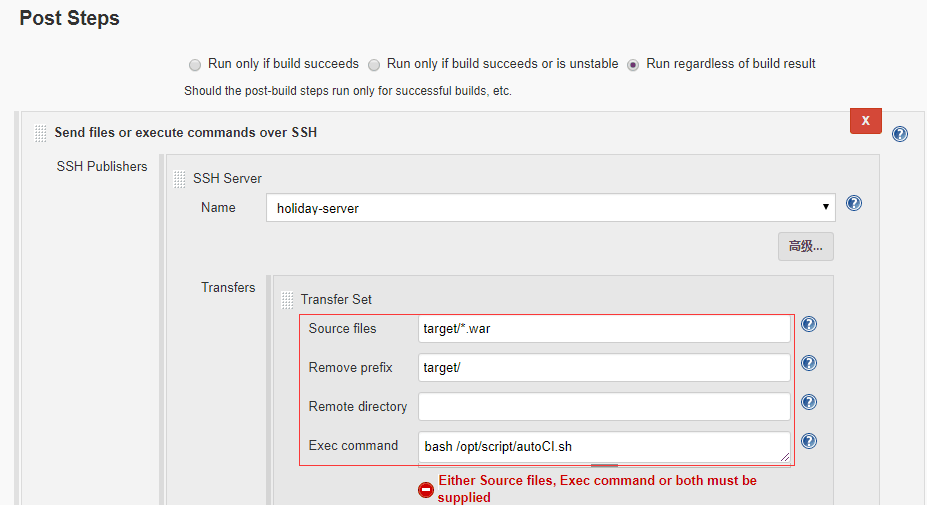 Post Steps
Run only if build succeeds Run only if build succeeds or is unstable Run regardless of build result
Should the post-build steps run only for successful builds, etc.
Send files or execute commands over SSH
X
SSH Publishers
SSH Server
Name
holiday-server
高级...
Transfers
Transfer Set
Source files
target/*.war
Remove prefix
target/
Remote directory
Exec command
bash /opt/script/autoCI.sh
Either Source files, Exec command or both must be
supplied